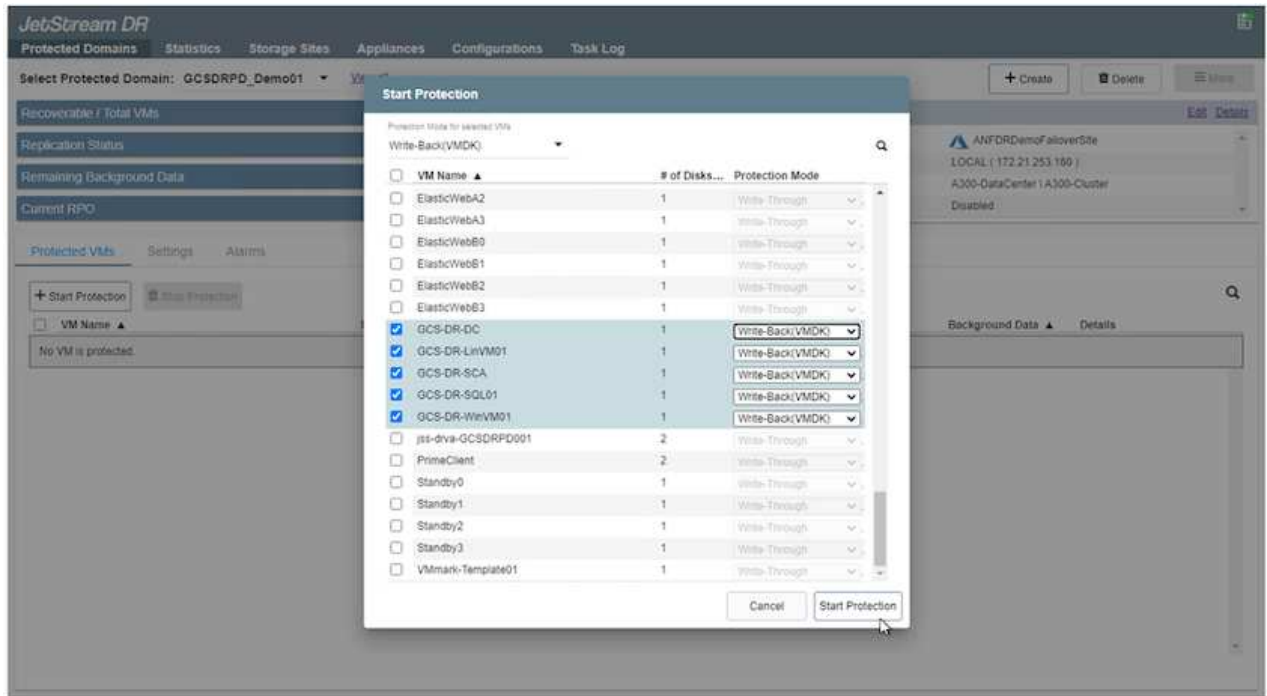 JetStream DR
Protected Domains Statistics Storage Sites Appliances Configurations Task Log
Select Protected Domain: GCSDRPD_Demo01
+ Create Delete More
Recoverable / Total VMs
Edit Details
Replication Status
Remaining Background Data
Current RPO
ANFDRDemoFailoverSite
LOCAL ( 172.21.253.160 )
A300-DataCenter \ A300-Cluster
Disabled
Protected VMs Settings Alarms
+ Start Protection Stop Protection
VM Name ▲
Background Data ▲ Details
No VM is protected.
Start Protection
Protection Mode for selected VMs
Write-Back(VMDK)
VM Name ▲ # of Disks... Protection Mode
ElasticWebA2 1 Write-Through
ElasticWebA3 1 Write-Through
ElasticWebB0 1 Write-Through
ElasticWebB1 1 Write-Through
ElasticWebB2 1 Write-Through
ElasticWebB3 1 Write-Through
GCS-DR-DC 1 Write-Back(VMDK)
GCS-DR-LinVM01 1 Write-Back(VMDK)
GCS-DR-SCA 1 Write-Back(VMDK)
GCS-DR-SQL01 1 Write-Back(VMDK)
GCS-DR-WinVM01 1 Write-Back(VMDK)
jss-drva-GCSDRPD001 2 Write-Through
PrimeClient 2 Write-Through
Standby0 1 Write-Through
Standby1 1 Write-Through
Standby2 1 Write-Through
Standby3 1 Write-Through
VMmark-Template01 1 Write-Through
Cancel Start Protection